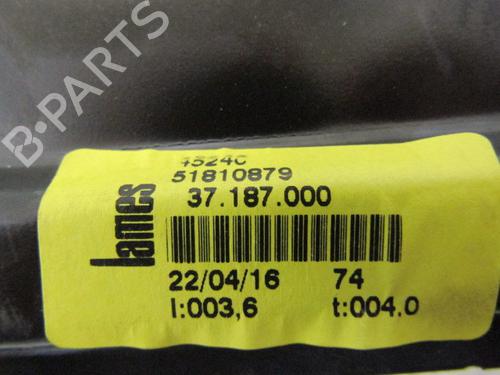 B-PARTS
4524C
51810879
37.187.000
lames
22/04/16 74
I:003,6 t:004.0